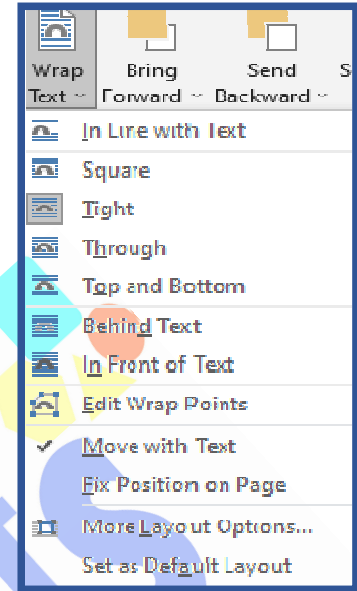 Wrap Bring Send S
Text Forward Backward
In Line with Text
Square
Tight
Through
Top and Bottom
Behind Text
In Front of Text
Edit Wrap Points
Move with Text
Fix Position on Page
More Layout Options...
Set as Default Layout